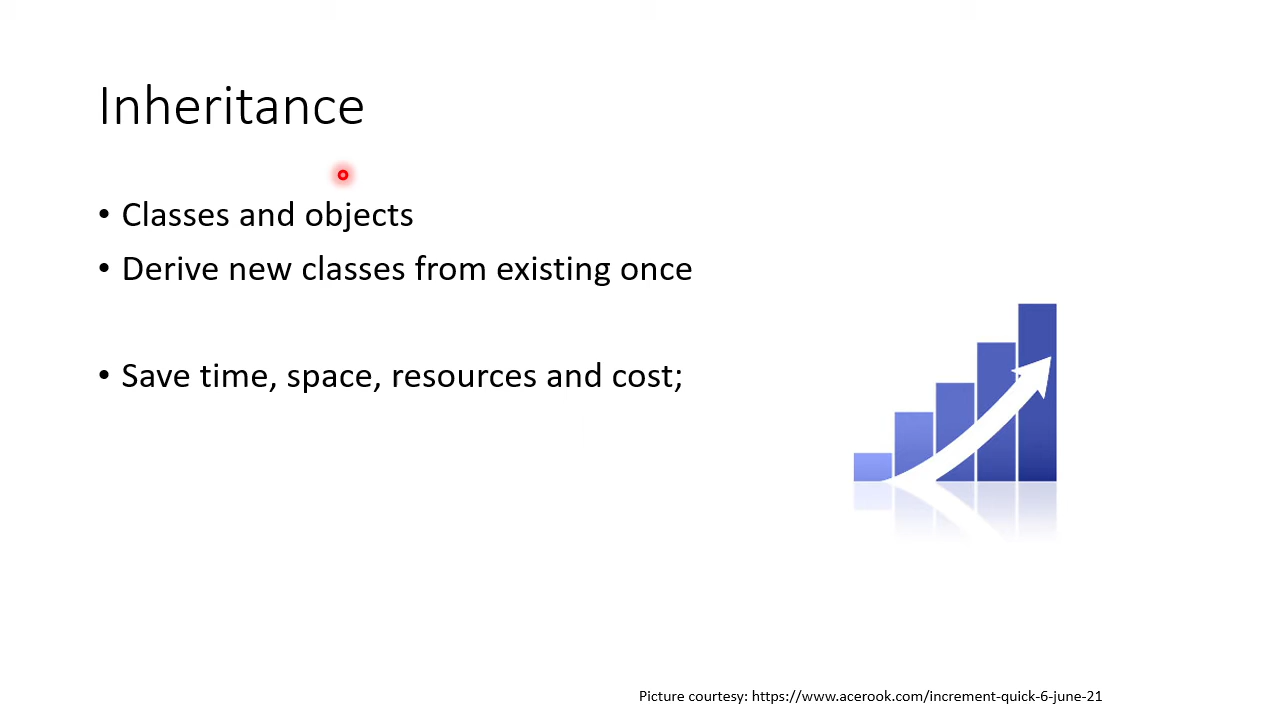 Inheritance
• Classes and objects
• Derive new classes from existing once
• Save time, space, resources and cost;
Picture courtesy: https://www.acerook.com/increment-quick-6-june-21